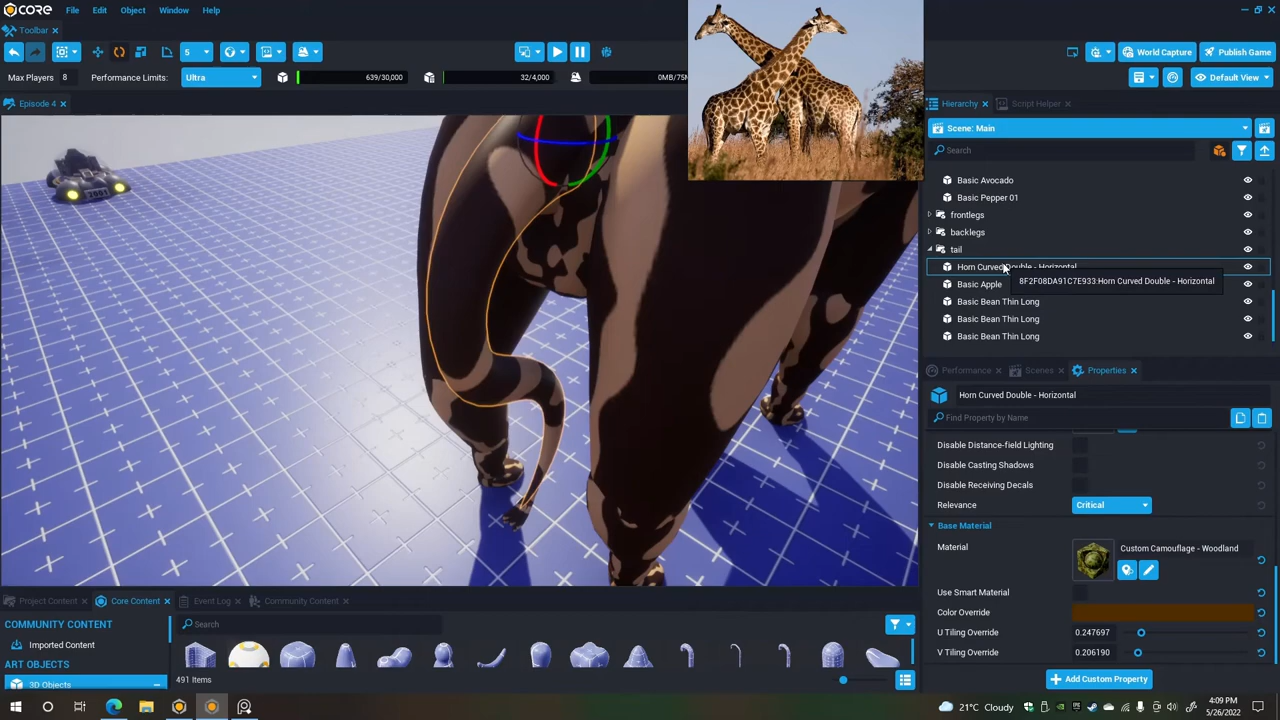 CORE File Edit Object Window Help
Toolbar
5
World Capture Publish Game
Max Players 8 Performance Limits: Ultra 639/30,000 32/4,000
Default View
Episode 4
Hierarchy Script Helper
Scene: Main
Search
Basic Avocado
Basic Pepper 01
frontlegs
backlegs
tail
Horn Curved Double - Horizontal
8F2F08DA91C7E933:Horn Curved Double - Horizontal
Basic Apple
Basic Bean Thin Long
Basic Bean Thin Long
Basic Bean Thin Long
Performance Scenes Properties
Horn Curved Double - Horizontal
Find Property by Name
Disable Distance-field Lighting
Disable Casting Shadows
Disable Receiving Decals
Relevance Critical
Base Material
Material Custom Camouflage - Woodland
Use Smart Material
Color Override
U Tiling Override 0.247697
V Tiling Override 0.206190
Add Custom Property
Project Content Core Content Event Log Community Content
COMMUNITY CONTENT
Search
Imported Content
ART OBJECTS
3D Objects
491 Items
21°C Cloudy
4:09 PM
5/26/2022